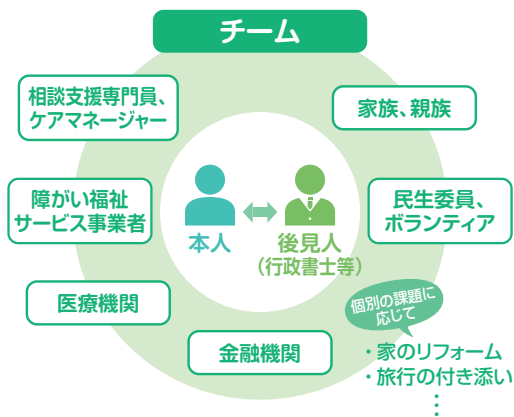 チーム
相談支援専門員、
ケアマネージャー
家族、親族
障がい福祉
サービス事業者
民生委員、
ボランティア
本人
後見人
（行政書士等）
医療機関
金融機関
個別の課題に
応じて
・家のリフォーム
・旅行の付き添い
⋮